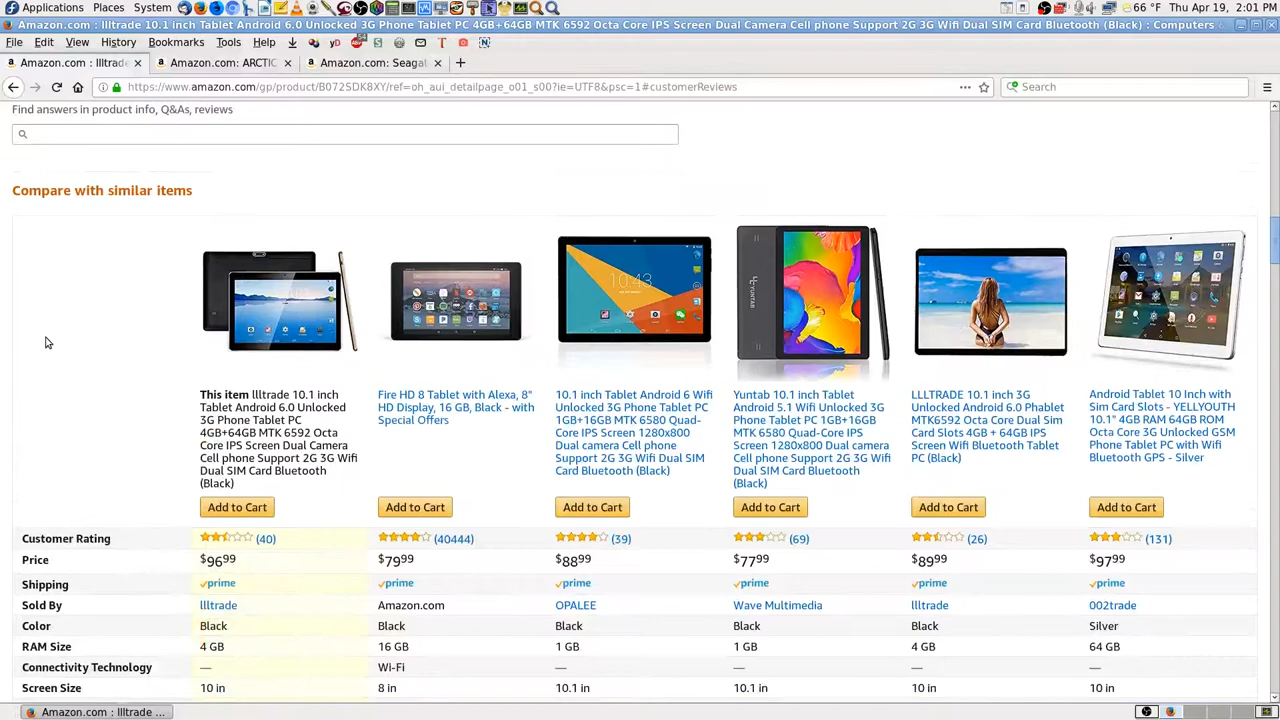 Applications Places System 66 °F Thu Apr 19, 2:01 PM
Amazon.com : llltrade 10.1 inch Tablet Android 6.0 Unlocked 3G Phone Tablet PC 4GB+64GB MTK 6592 Octa Core IPS Screen Dual Camera Cell phone Support 2G 3G Wifi Dual SIM Card Bluetooth (Black) : Computers
File Edit View History Bookmarks Tools Help
Amazon.com : llltrade × Amazon.com: ARCTIC × Amazon.com: Seagat × +
https://www.amazon.com/gp/product/B072SDK8XY/ref=oh_aui_detailpage_o01_s00?ie=UTF8&psc=1#customerReviews Search
Find answers in product info, Q&As, reviews
Compare with similar items
10:43
YUNTAB
This item llltrade 10.1 inch
Tablet Android 6.0 Unlocked
3G Phone Tablet PC
4GB+64GB MTK 6592 Octa
Core IPS Screen Dual Camera
Cell phone Support 2G 3G Wifi
Dual SIM Card Bluetooth
(Black)
Fire HD 8 Tablet with Alexa, 8"
HD Display, 16 GB, Black - with
Special Offers
10.1 inch Tablet Android 6 Wifi
Unlocked 3G Phone Tablet PC
1GB+16GB MTK 6580 Quad-
Core IPS Screen 1280x800
Dual camera Cell phone
Support 2G 3G Wifi Dual SIM
Card Bluetooth (Black)
Yuntab 10.1 inch Tablet
Android 5.1 Wifi Unlocked 3G
Phone Tablet PC 1GB+16GB
MTK 6580 Quad-Core IPS
Screen 1280x800 Dual camera
Cell phone Support 2G 3G
Wifi Dual SIM Card Bluetooth
(Black)
LLLTRADE 10.1 inch 3G
Unlocked Android 6.0 Phablet
MTK6592 Octa Core Dual Sim
Card Slots 4GB + 64GB IPS
Screen Wifi Bluetooth Tablet
PC (Black)
Android Tablet 10 Inch with
Sim Card Slots - YELLYOUTH
10.1" 4GB RAM 64GB ROM
Octa Core 3G Unlocked GSM
Phone Tablet PC with Wifi
Bluetooth GPS - Silver
Add to Cart Add to Cart Add to Cart Add to Cart Add to Cart Add to Cart
Customer Rating (40) (40444) (39) (69) (26) (131)
Price $96.99 $79.99 $88.99 $77.99 $89.99 $97.99
Shipping prime prime prime prime prime prime
Sold By llltrade Amazon.com OPALEE Wave Multimedia llltrade 002trade
Color Black Black Black Black Black Silver
RAM Size 4 GB 16 GB 1 GB 1 GB 4 GB 64 GB
Connectivity Technology — Wi-Fi — — — —
Screen Size 10 in 8 in 10.1 in 10.1 in 10 in 10 in
Amazon.com : llltrade ...